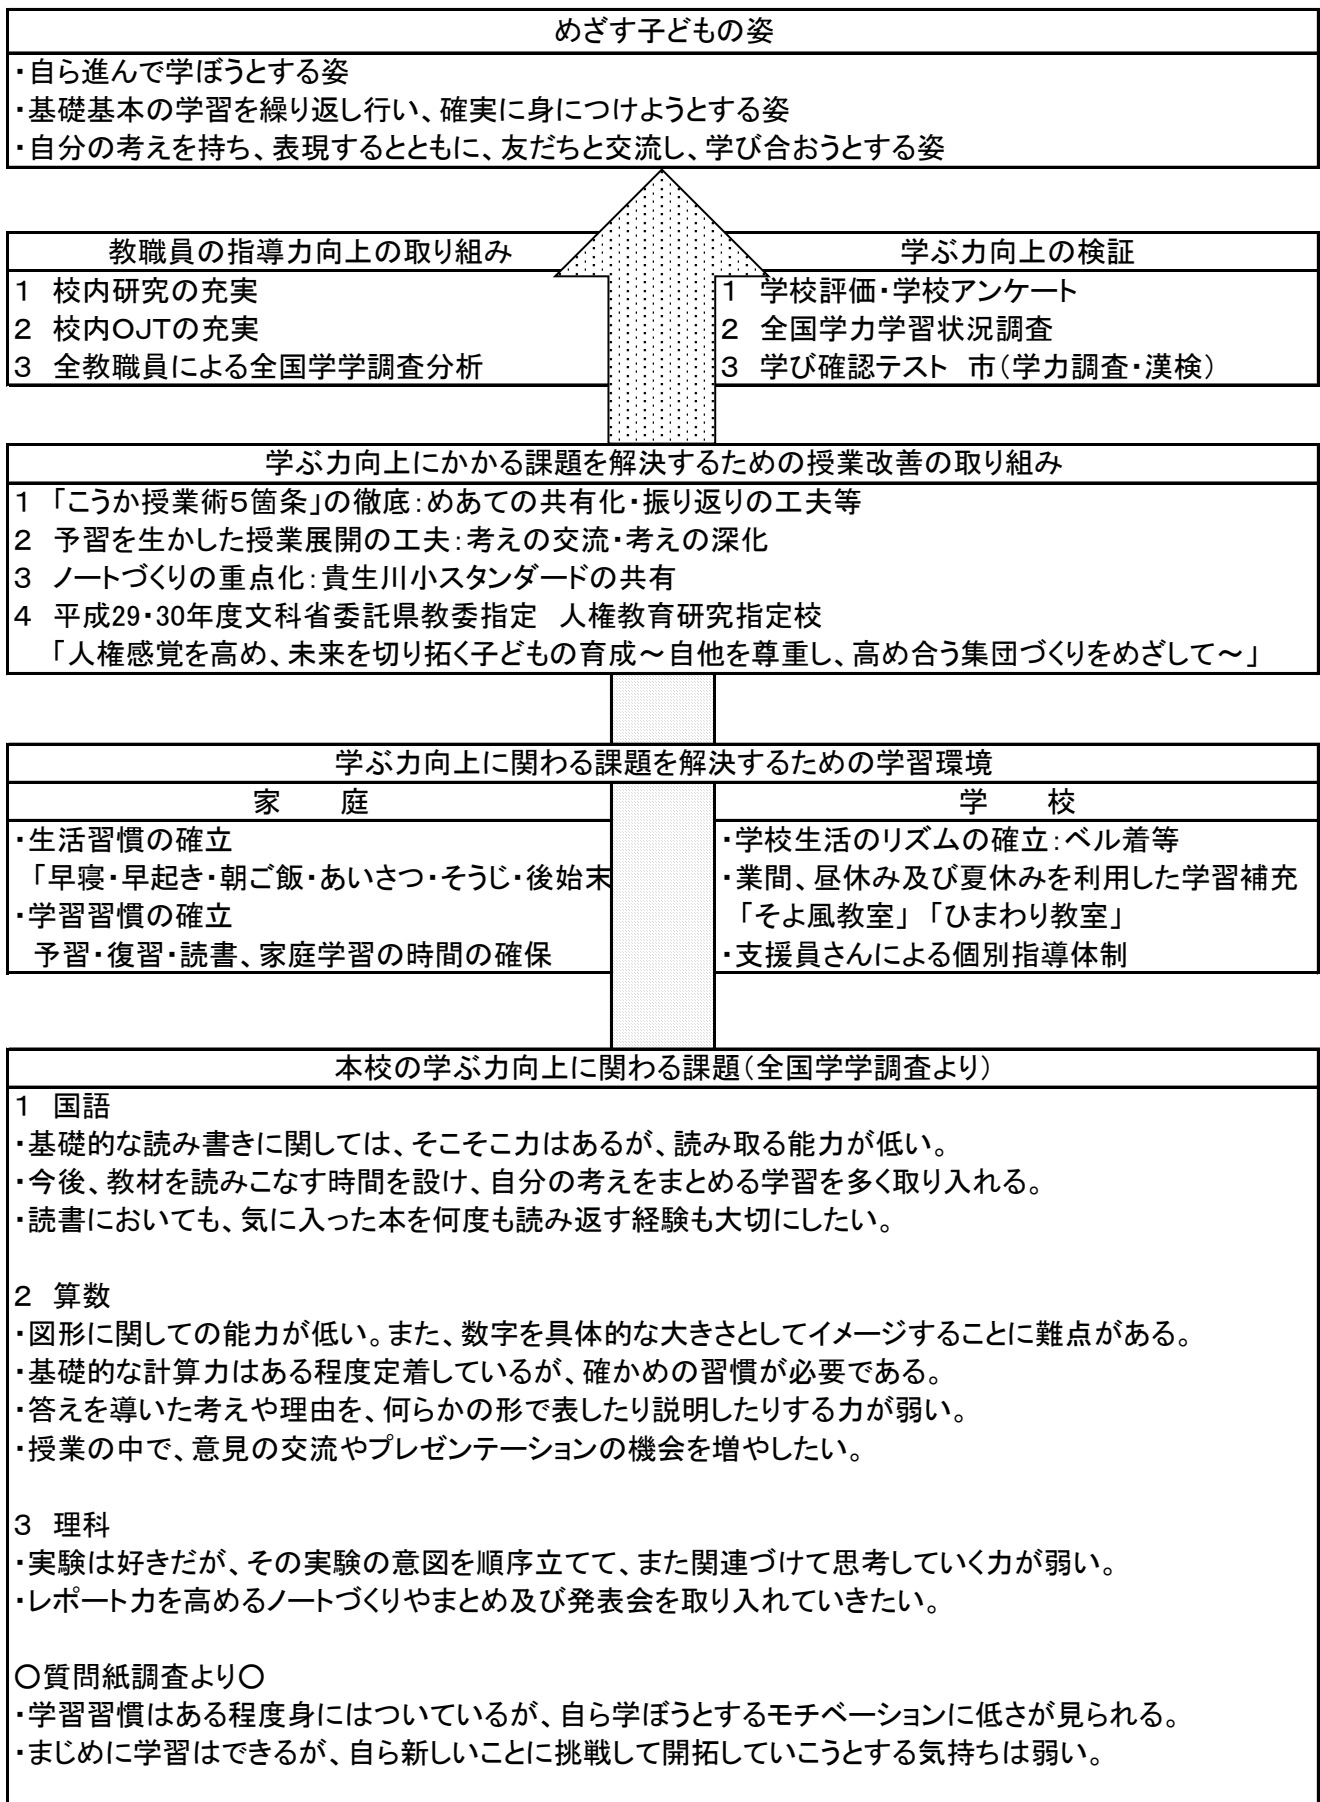 めざす子どもの姿
・自ら進んで学ぼうとする姿
・基礎基本の学習を繰り返し行い、確実に身につけようとする姿
・自分の考えを持ち、表現するとともに、友だちと交流し、学び合おうとする姿
教職員の指導力向上の取り組み
1 校内研究の充実
2 校内OJTの充実
3 全教職員による全国学学調査分析
学ぶ力向上の検証
1 学校評価・学校アンケート
2 全国学力学習状況調査
3 学び確認テスト 市(学力調査・漢検)
学ぶ力向上にかかる課題を解決するための授業改善の取り組み
1 「こうか授業術5箇条」の徹底:めあての共有化・振り返りの工夫等
2 予習を生かした授業展開の工夫:考えの交流・考えの深化
3 ノートづくりの重点化:貴生川小スタンダードの共有
4 平成29・30年度文科省委託県教委指定 人権教育研究指定校
「人権感覚を高め、未来を切り拓く子どもの育成~自他を尊重し、高め合う集団づくりをめざして~」
学ぶ力向上に関わる課題を解決するための学習環境
家 庭
・生活習慣の確立
「早寝・早起き・朝ご飯・あいさつ・そうじ・後始末
・学習習慣の確立
予習・復習・読書、家庭学習の時間の確保
学 校
・学校生活のリズムの確立:ベル着等
・業間、昼休み及び夏休みを利用した学習補充
「そよ風教室」「ひまわり教室」
・支援員さんによる個別指導体制
本校の学ぶ力向上に関わる課題(全国学学調査より)
1 国語
・基礎的な読み書きに関しては、そこそこ力はあるが、読み取る能力が低い。
・今後、教材を読みこなす時間を設け、自分の考えをまとめる学習を多く取り入れる。
・読書においても、気に入った本を何度も読み返す経験も大切にしたい。
2 算数
・図形に関しての能力が低い。また、数字を具体的な大きさとしてイメージすることに難点がある。
・基礎的な計算力はある程度定着しているが、確かめの習慣が必要である。
・答えを導いた考えや理由を、何らかの形で表したり説明したりする力が弱い。
・授業の中で、意見の交流やプレゼンテーションの機会を増やしたい。
3 理科
・実験は好きだが、その実験の意図を順序立てて、また関連づけて思考していく力が弱い。
・レポート力を高めるノートづくりやまとめ及び発表会を取り入れていきたい。
○質問紙調査より○
・学習習慣はある程度身にはついているが、自ら学ぼうとするモチベーションに低さが見られる。
・まじめに学習はできるが、自ら新しいことに挑戦して開拓していこうとする気持ちは弱い。